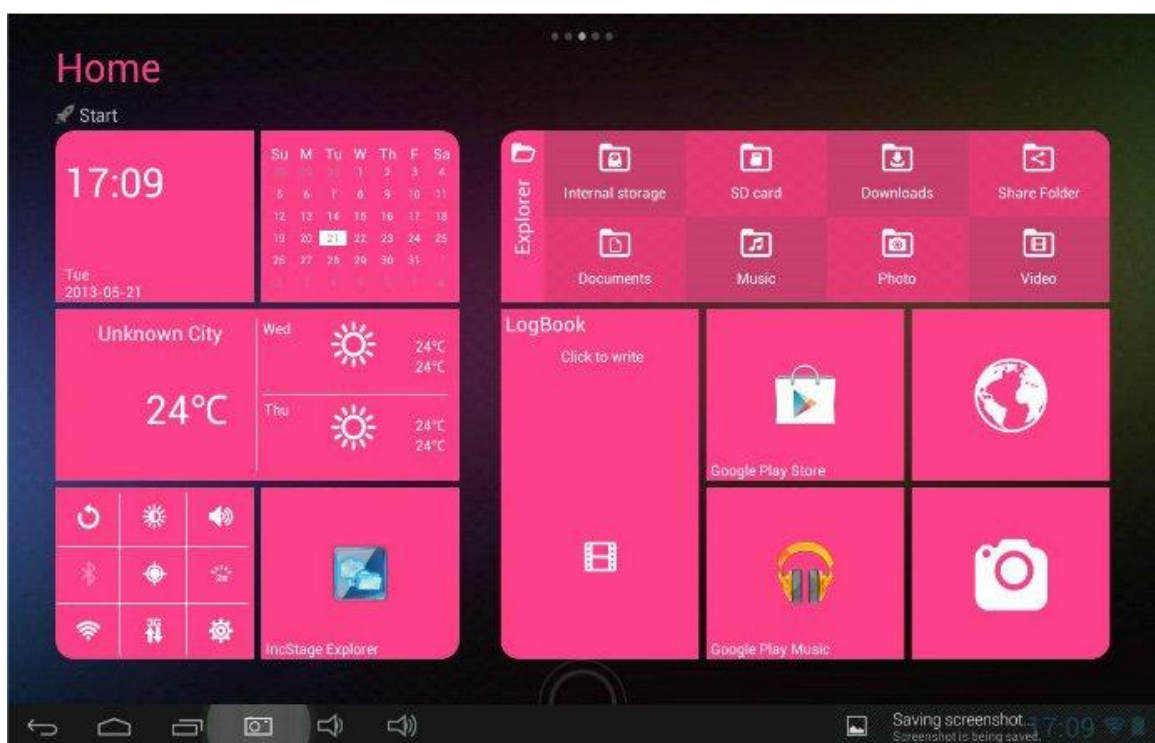 Home
Start
17:09
Tue
2013-05-21
Su M Tu W Th F Sa
1 2 3 4
5 6 7 8 9 10 11
12 13 14 15 16 17 18
19 20 21 22 23 24 25
26 27 28 29 30 31
Explorer
Internal storage
SD card
Downloads
Share Folder
Documents
Music
Photo
Video
Unknown City
24°C
Wed
24°C
24°C
Thu
24°C
24°C
LogBook
Click to write
Google Play Store
3G
IncStage Explorer
Google Play Music
Saving screenshot...
Screenshot is being saved.
17:09